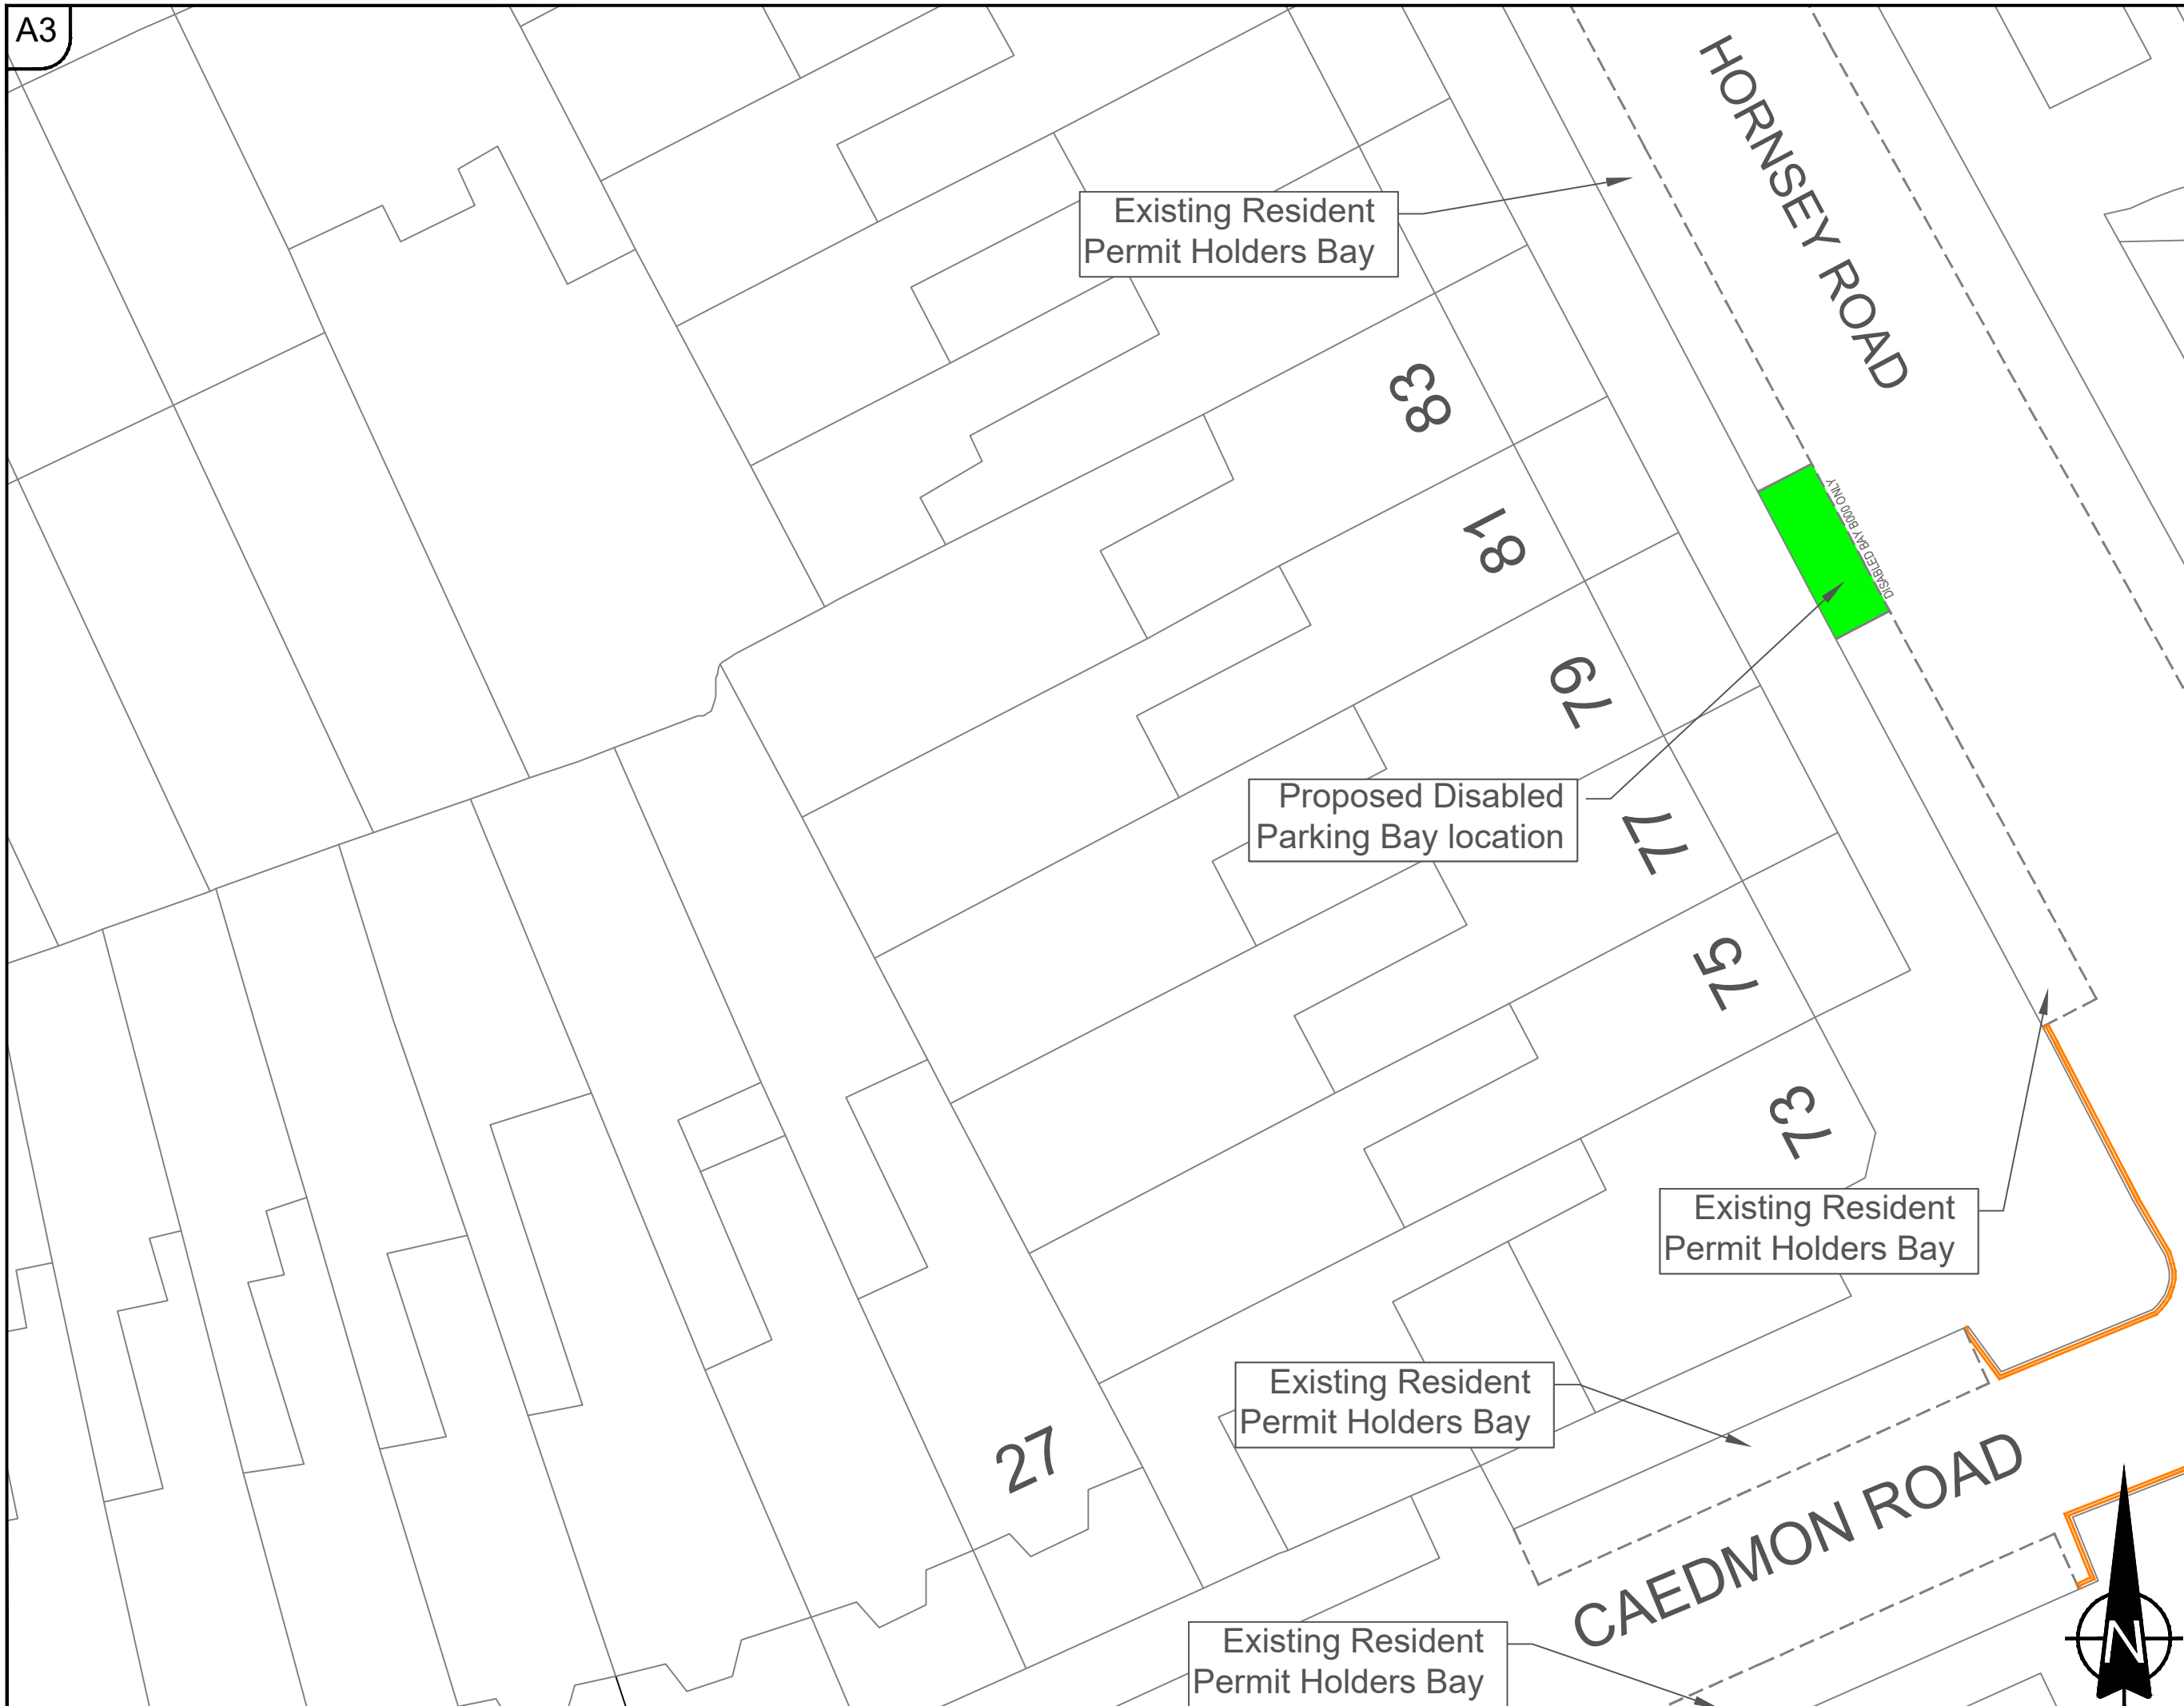 A3
HORNSEY ROAD
Existing Resident
Permit Holders Bay
83
81
DISABLED BAY B000 ONLY
79
Proposed Disabled
Parking Bay location
77
75
73
Existing Resident
Permit Holders Bay
Existing Resident
Permit Holders Bay
27
CAEDMON ROAD
Existing Resident
Permit Holders Bay
N